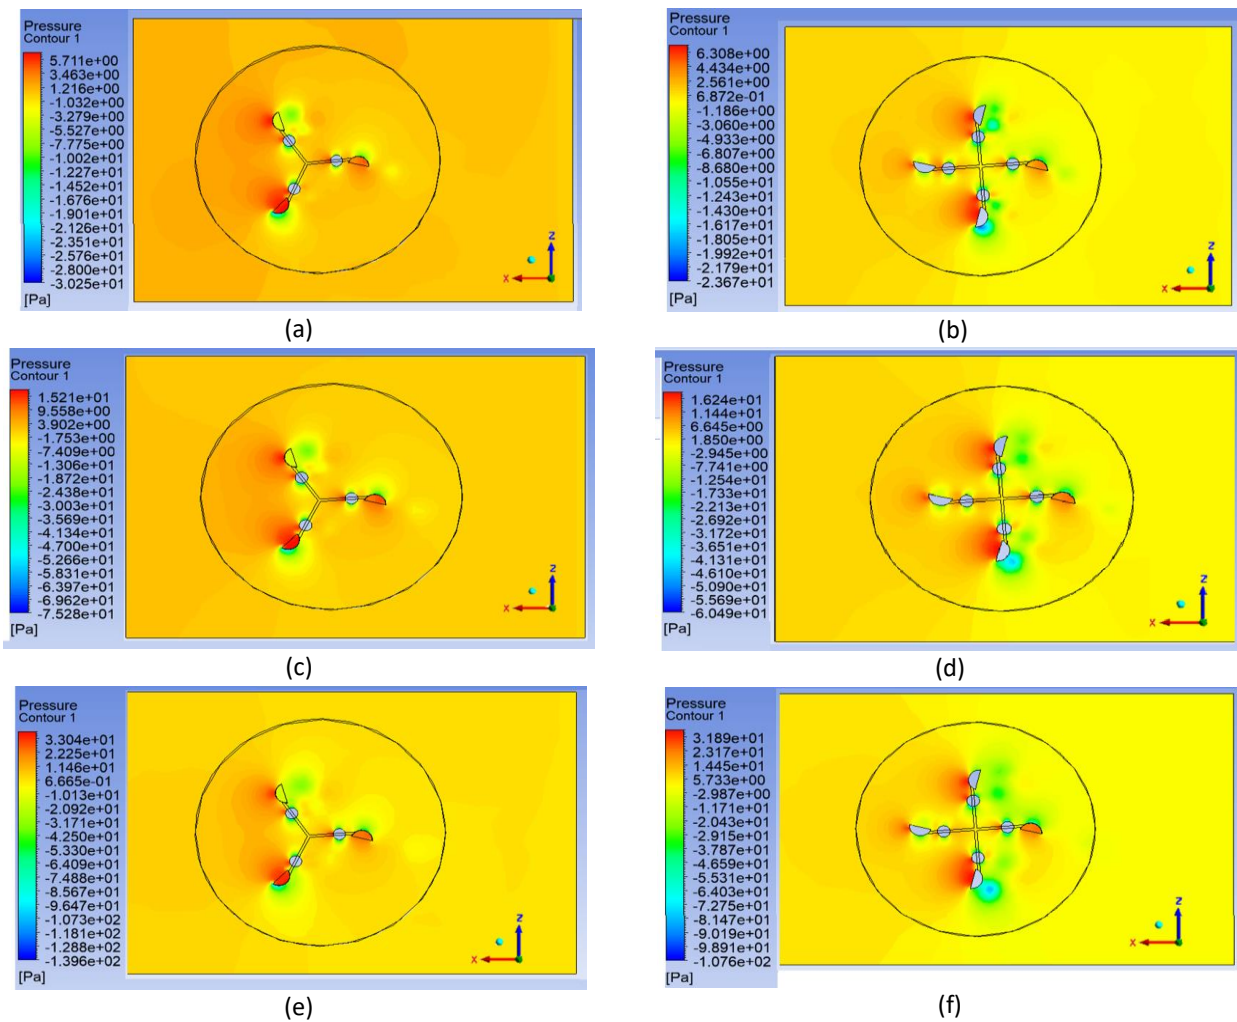 Pressure
Contour 1
5.711e+00
3.463e+00
1.216e+00
-1.032e+00
-3.279e+00
-5.527e+00
-7.775e+00
-1.002e+01
-1.227e+01
-1.452e+01
-1.676e+01
-1.901e+01
-2.126e+01
-2.351e+01
-2.576e+01
-2.800e+01
-3.025e+01
[Pa]
Z
X
(a)
Pressure
Contour 1
6.308e+00
4.434e+00
2.561e+00
6.872e-01
-1.186e+00
-3.060e+00
-4.933e+00
-6.807e+00
-8.680e+00
-1.055e+01
-1.243e+01
-1.430e+01
-1.617e+01
-1.805e+01
-1.992e+01
-2.179e+01
-2.367e+01
[Pa]
Z
X
(b)
Pressure
Contour 1
1.521e+01
9.558e+00
3.902e+00
-1.753e+00
-7.409e+00
-1.306e+01
-1.872e+01
-2.438e+01
-3.003e+01
-3.569e+01
-4.134e+01
-4.700e+01
-5.266e+01
-5.831e+01
-6.397e+01
-6.962e+01
-7.528e+01
[Pa]
Z
X
(c)
Pressure
Contour 1
1.624e+01
1.144e+01
6.645e+00
1.850e+00
-2.945e+00
-7.741e+00
-1.254e+01
-1.733e+01
-2.213e+01
-2.692e+01
-3.172e+01
-3.651e+01
-4.131e+01
-4.610e+01
-5.090e+01
-5.569e+01
-6.049e+01
[Pa]
Z
X
(d)
Pressure
Contour 1
3.304e+01
2.225e+01
1.146e+01
6.665e-01
-1.013e+01
-2.092e+01
-3.171e+01
-4.250e+01
-5.330e+01
-6.409e+01
-7.488e+01
-8.567e+01
-9.647e+01
-1.073e+02
-1.181e+02
-1.288e+02
-1.396e+02
[Pa]
Z
X
(e)
Pressure
Contour 1
3.189e+01
2.317e+01
1.445e+01
5.733e+00
-2.987e+00
-1.171e+01
-2.043e+01
-2.915e+01
-3.787e+01
-4.659e+01
-5.531e+01
-6.403e+01
-7.275e+01
-8.147e+01
-9.019e+01
-9.891e+01
-1.076e+02
[Pa]
Z
X
(f)